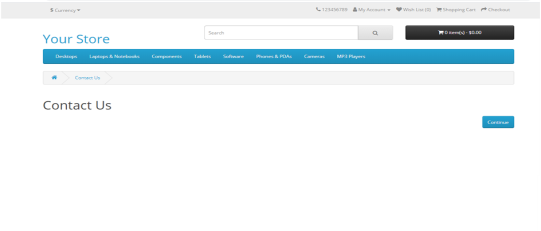 $ Currency
123456789 My Account Wish List (0) Shopping Cart Checkout
Your Store
Search
0 item(s) - $0.00
Desktops Laptops & Notebooks Components Tablets Software Phones & PDAs Cameras MP3 Players
Contact Us
Contact Us
Continue